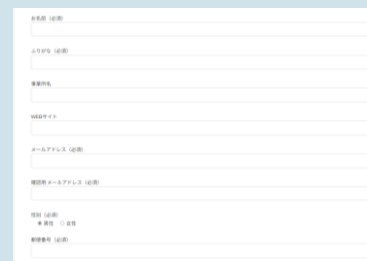 お名前 (必須)
ふりがな (必須)
事業所名
WEBサイト
メールアドレス (必須)
確認用メールアドレス (必須)
性別 (必須)
男性 女性
郵便番号 (必須)